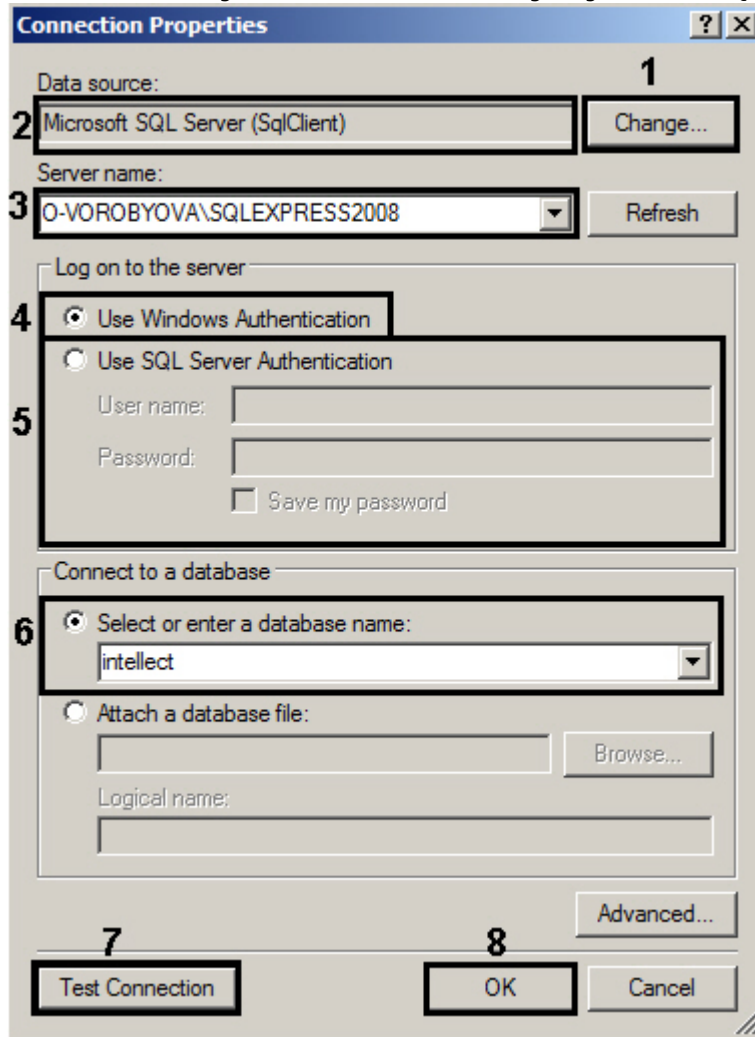 Connection Properties
? X
1
Data source:
2 Microsoft SQL Server (SqlClient) Change...
Server name:
3 O-VOROBYOVA\SQLEXPRESS2008 Refresh
Log on to the server
4 Use Windows Authentication
Use SQL Server Authentication
5 User name:
Password:
Save my password
Connect to a database
6 Select or enter a database name:
intellect
Attach a database file:
Browse...
Logical name:
Advanced...
7 8
Test Connection OK Cancel